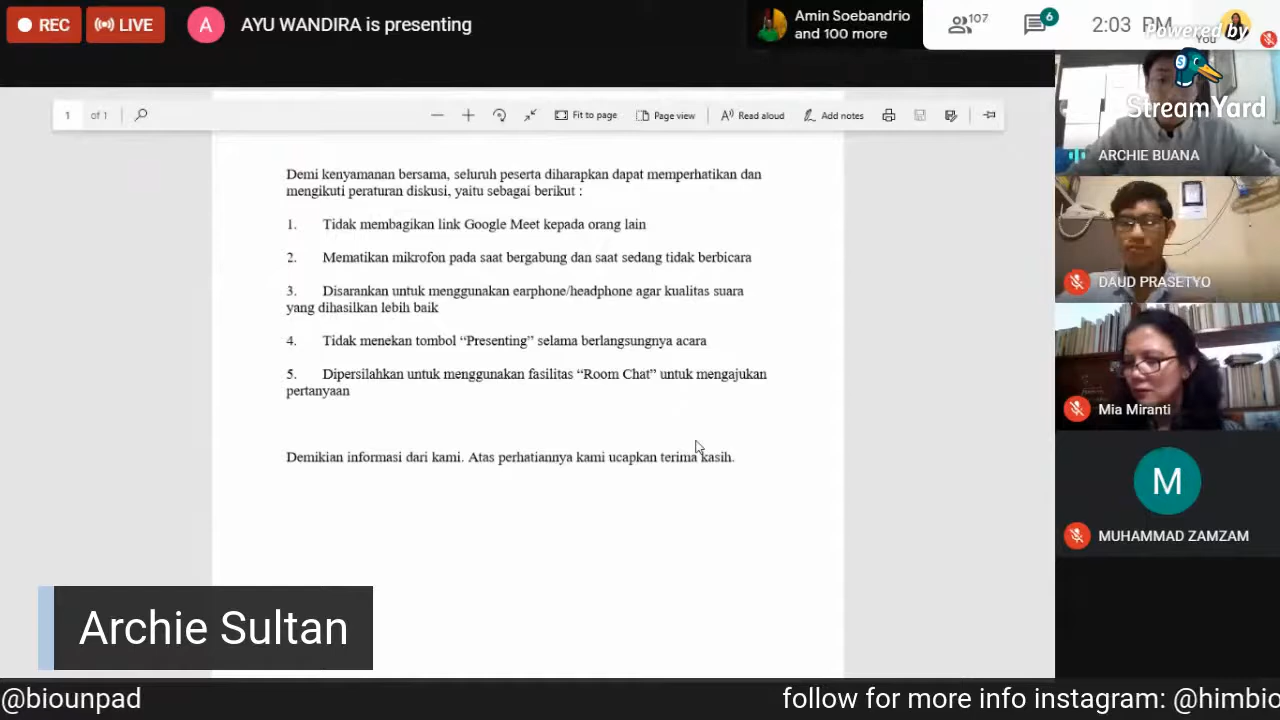 REC
LIVE
A
AYU WANDIRA is presenting
Amin Soebandrio
and 100 more
107
6
2:03 PM
You
Powered by
StreamYard
1 of 1
Fit to page
Page view
Read aloud
Add notes
Demi kenyamanan bersama, seluruh peserta diharapkan dapat memperhatikan dan
mengikuti peraturan diskusi, yaitu sebagai berikut :
1. Tidak membagikan link Google Meet kepada orang lain
2. Mematikan mikrofon pada saat bergabung dan saat sedang tidak berbicara
3. Disarankan untuk menggunakan earphone/headphone agar kualitas suara
yang dihasilkan lebih baik
4. Tidak menekan tombol “Presenting” selama berlangsungnya acara
5. Dipersilahkan untuk menggunakan fasilitas “Room Chat” untuk mengajukan
pertanyaan
Demikian informasi dari kami. Atas perhatiannya kami ucapkan terima kasih.
ARCHIE BUANA
DAUD PRASETYO
Mia Miranti
M
MUHAMMAD ZAMZAM
Archie Sultan
@biounpad
follow for more info instagram: @himbio